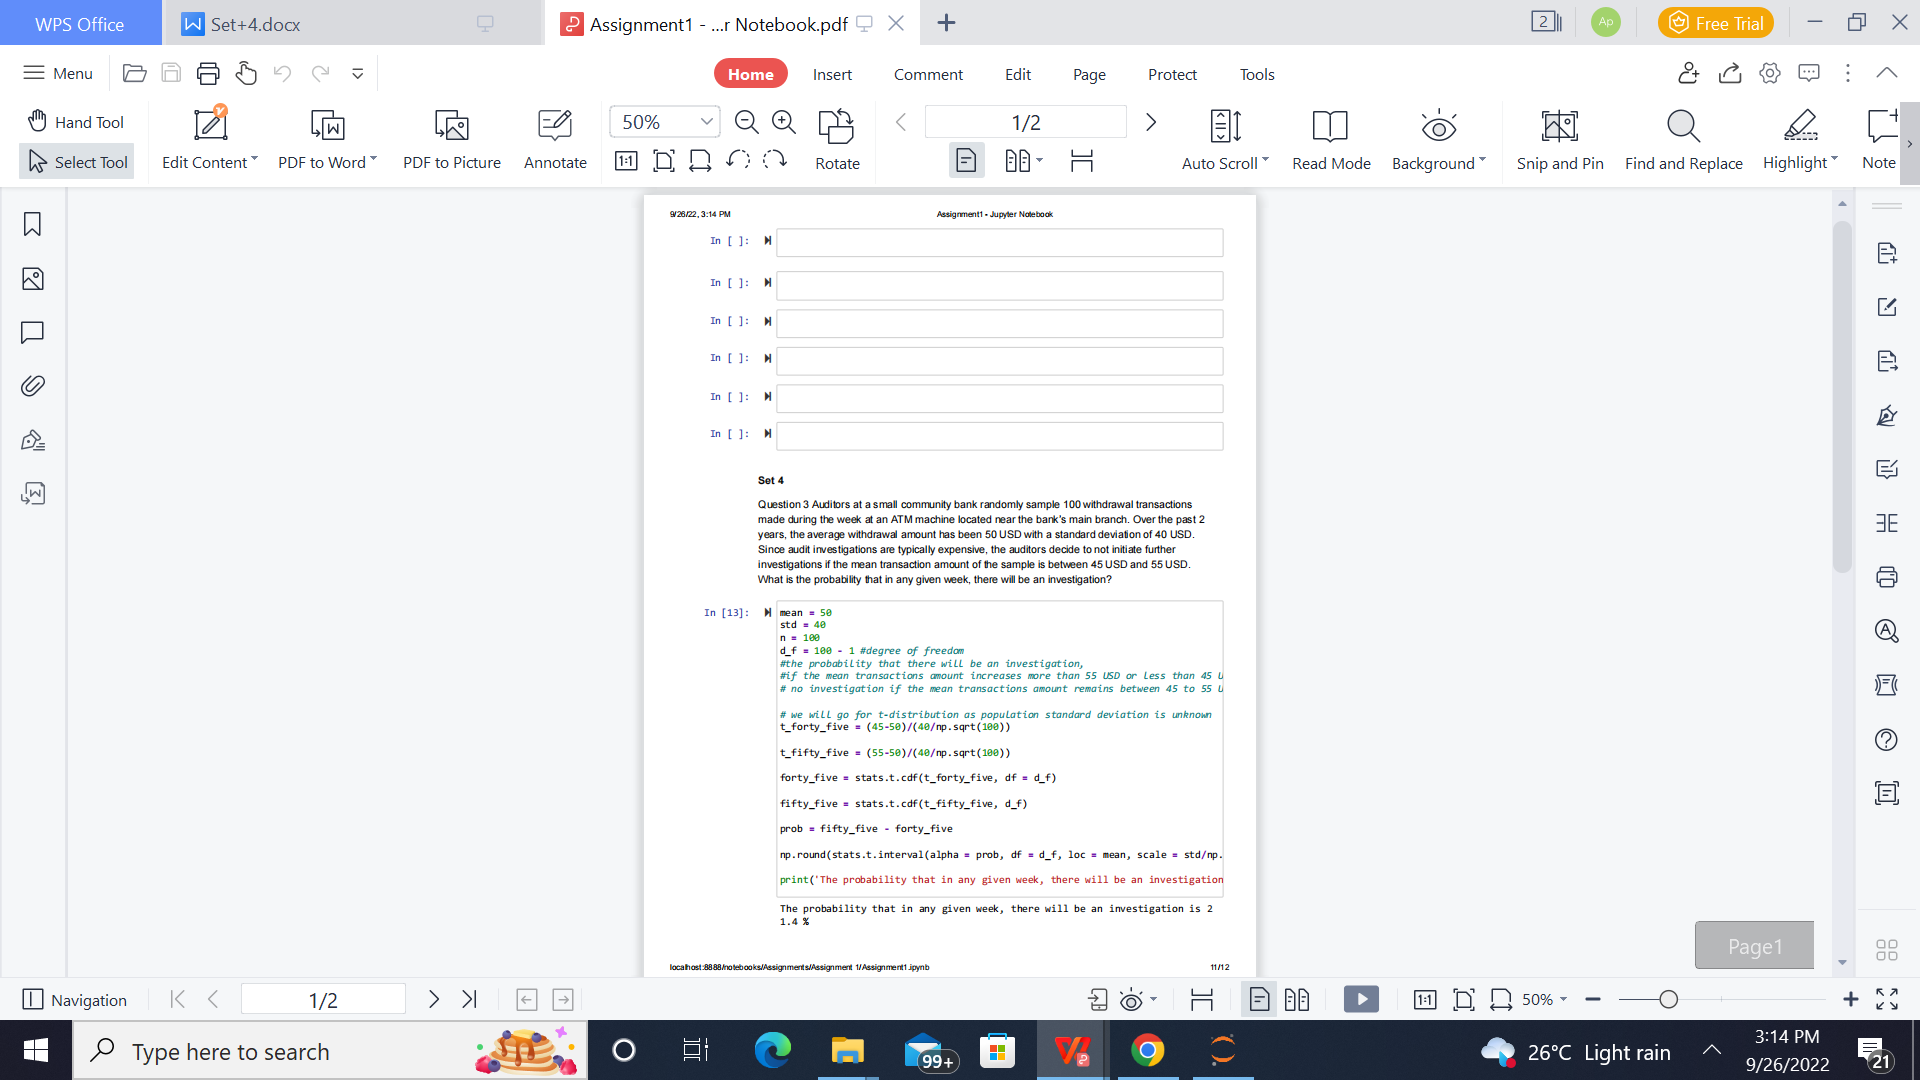 WPS Office
Set+4.docx
Assignment1 - ...r Notebook.pdf
2
Ap
Free Trial
Menu
Home
Insert
Comment
Edit
Page
Protect
Tools
Hand Tool
Select Tool
Edit Content
PDF to Word
PDF to Picture
Annotate
50%
1:1
Rotate
1/2
Auto Scroll
Read Mode
Background
Snip and Pin
Find and Replace
Highlight
Note
9/26/22, 3:14 PM
Assignment1 - Jupyter Notebook
In [ ]:
In [ ]:
In [ ]:
In [ ]:
In [ ]:
In [ ]:
Set 4
Question 3 Auditors at a small community bank randomly sample 100 withdrawal transactions
made during the week at an ATM machine located near the bank's main branch. Over the past 2
years, the average withdrawal amount has been 50 USD with a standard deviation of 40 USD.
Since audit investigations are typically expensive, the auditors decide to not initiate further
investigations if the mean transaction amount of the sample is between 45 USD and 55 USD.
What is the probability that in any given week, there will be an investigation?
In [13]:
mean = 50
std = 40
n = 100
d_f = 100 - 1 #degree of freedom
#the probability that there will be an investigation,
#if the mean transactions amount increases more than 55 USD or less than 45 U
# no investigation if the mean transactions amount remains between 45 to 55 U
# we will go for t-distribution as population standard deviation is unknown
t_forty_five = (45-50)/(40/np.sqrt(100))
t_fifty_five = (55-50)/(40/np.sqrt(100))
forty_five = stats.t.cdf(t_forty_five, df = d_f)
fifty_five = stats.t.cdf(t_fifty_five, d_f)
prob = fifty_five - forty_five
np.round(stats.t.interval(alpha = prob, df = d_f, loc = mean, scale = std/np.
print('The probability that in any given week, there will be an investigation
The probability that in any given week, there will be an investigation is 2
1.4 %
localhost:8888/notebooks/Assignments/Assignment 1/Assignment1.ipynb
11/12
Page1
Navigation
1/2
1:1
50%
Type here to search
99+
26°C Light rain
3:14 PM
9/26/2022
21